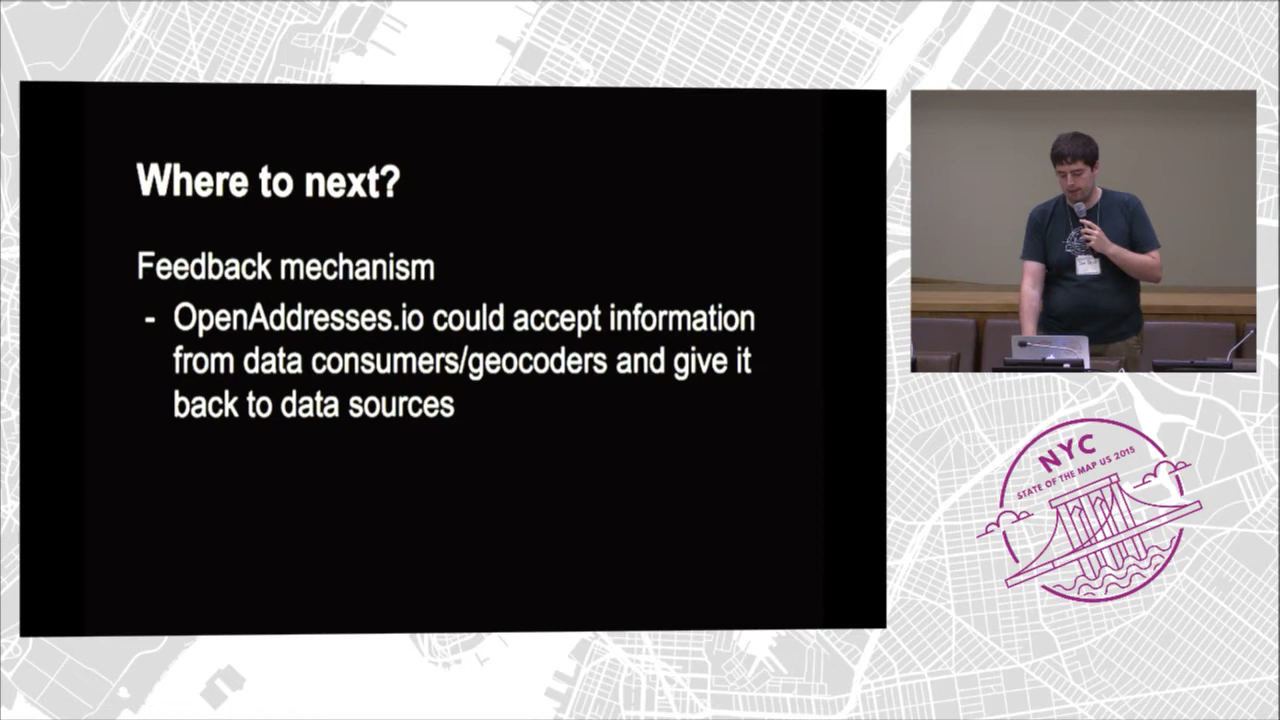 Where to next?
Feedback mechanism
- OpenAddresses.io could accept information
from data consumers/geocoders and give it
back to data sources
NYC
STATE OF THE MAP US 2015